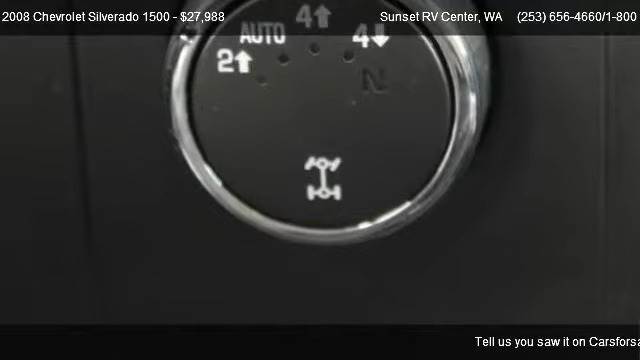 2008 Chevrolet Silverado 1500 - $27,988 Sunset RV Center, WA (253) 656-4660/1-800
4⬆
AUTO 4⬇
2⬆ N
Tell us you saw it on Carsforsa